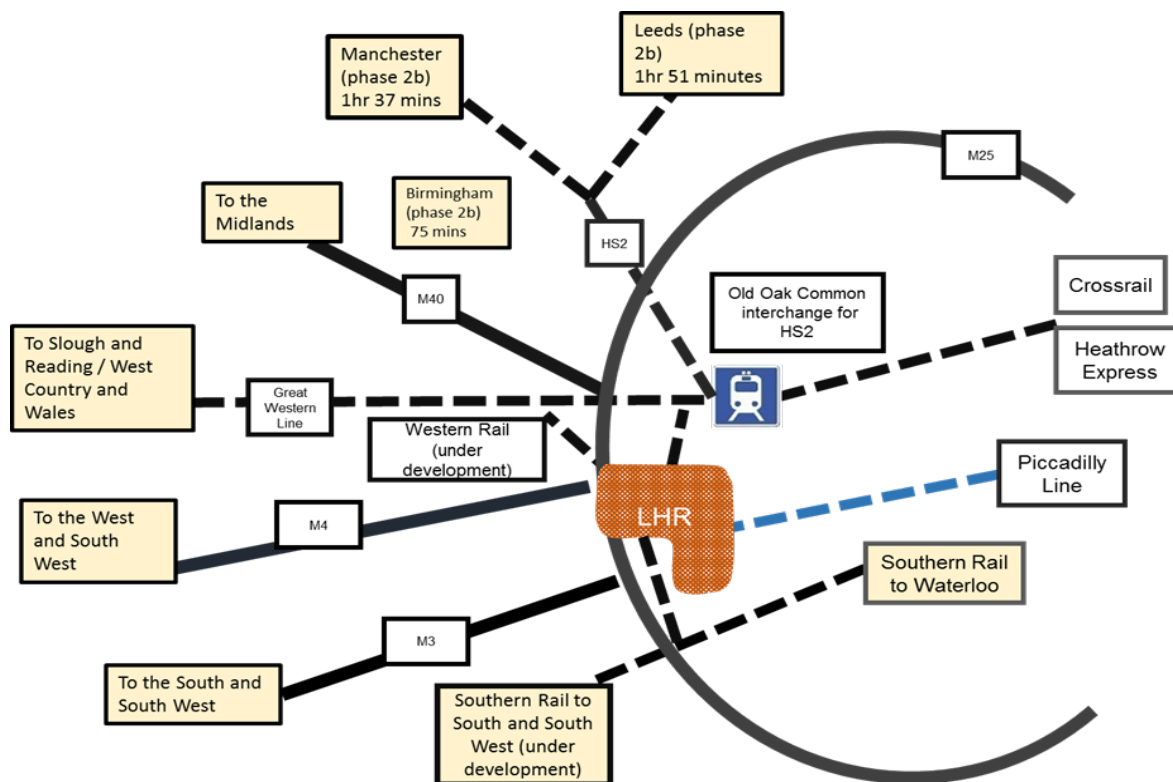 Manchester
(phase 2b)
1hr 37 mins
Leeds (phase
2b)
1hr 51 minutes
M25
To the
Midlands
Birmingham
(phase 2b)
75 mins
HS2
M40
Old Oak Common
interchange for
HS2
Crossrail
Heathrow
Express
To Slough and
Reading / West
Country and
Wales
Great
Western
Line
Western Rail
(under
development)
Piccadilly
Line
LHR
To the West
and South
West
M4
Southern Rail
to Waterloo
M3
To the South and
South West
Southern Rail to
South and South
West (under
development)